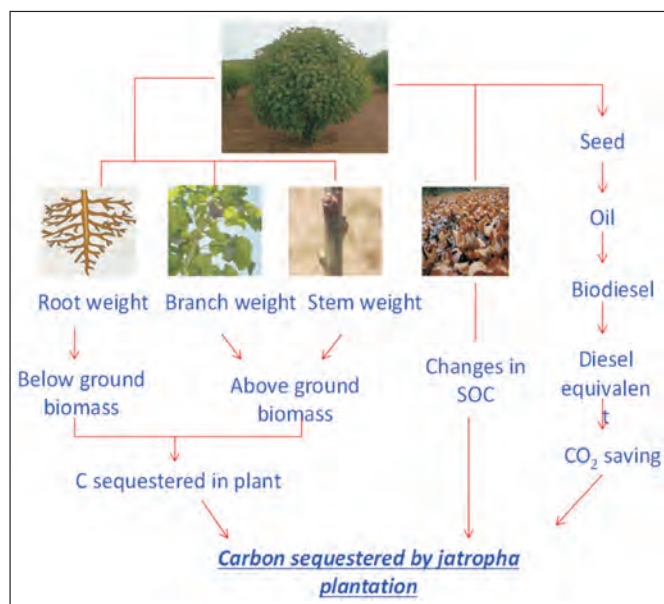 Seed
Oil
Biodiesel
Diesel
equivalen
t
CO₂ saving
Root weight
Branch weight
Stem weight
Below ground
biomass
Above ground
biomass
Changes in
SOC
C sequestered in plant
Carbon sequestered by jatropha
plantation